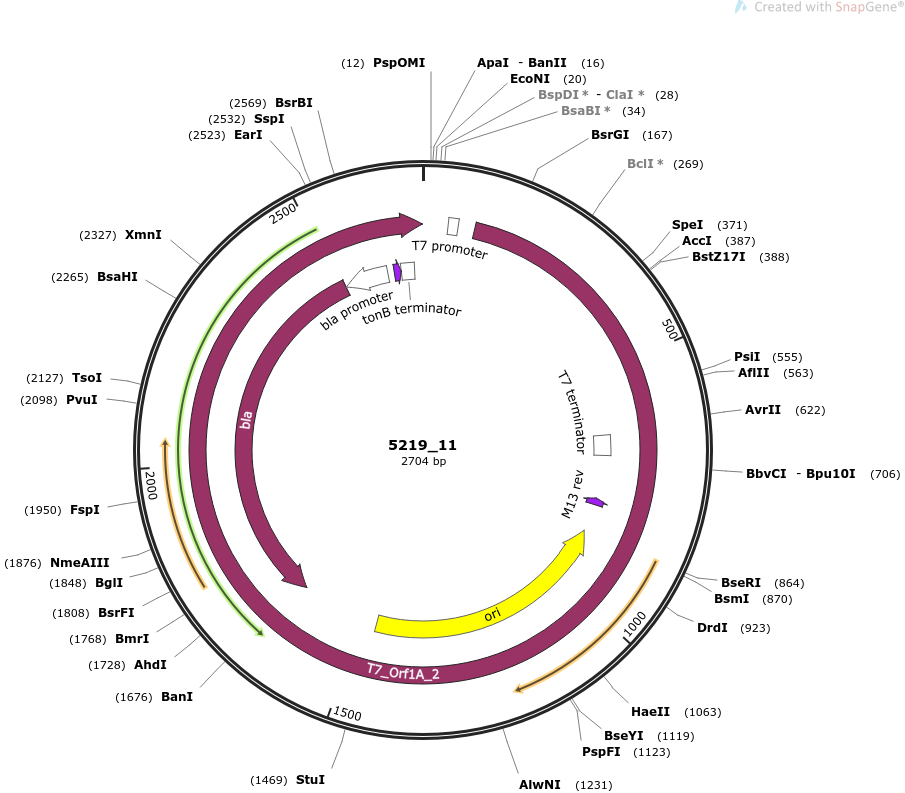 Created with SnapGene®
(12) PspOMI
ApaI - BanII (16)
EcoNI (20)
BspDI * - ClaI * (28)
BsaBI * (34)
BsrGI (167)
BclI * (269)
SpeI (371)
AccI (387)
BstZ17I (388)
PsiI (555)
AflII (563)
AvrII (622)
BbvCI - Bpu10I (706)
BseRI (864)
BsmI (870)
DrdI (923)
HaeII (1063)
BseYI (1119)
PspFI (1123)
AlwNI (1231)
(1469) StuI
(1676) BanI
(1728) AhdI
(1768) BmrI
(1808) BsrFI
(1848) BglI
(1876) NmeAIII
(1950) FspI
(2098) PvuI
(2127) TsoI
(2265) BsaHI
(2327) XmnI
(2523) EarI
(2532) SspI
(2569) BsrBI
500
1000
1500
2000
2500
T7 promoter
bla promoter
tonB terminator
T7 terminator
M13 rev
bla
ori
T7_Orf1A_2
5219_11
2704 bp